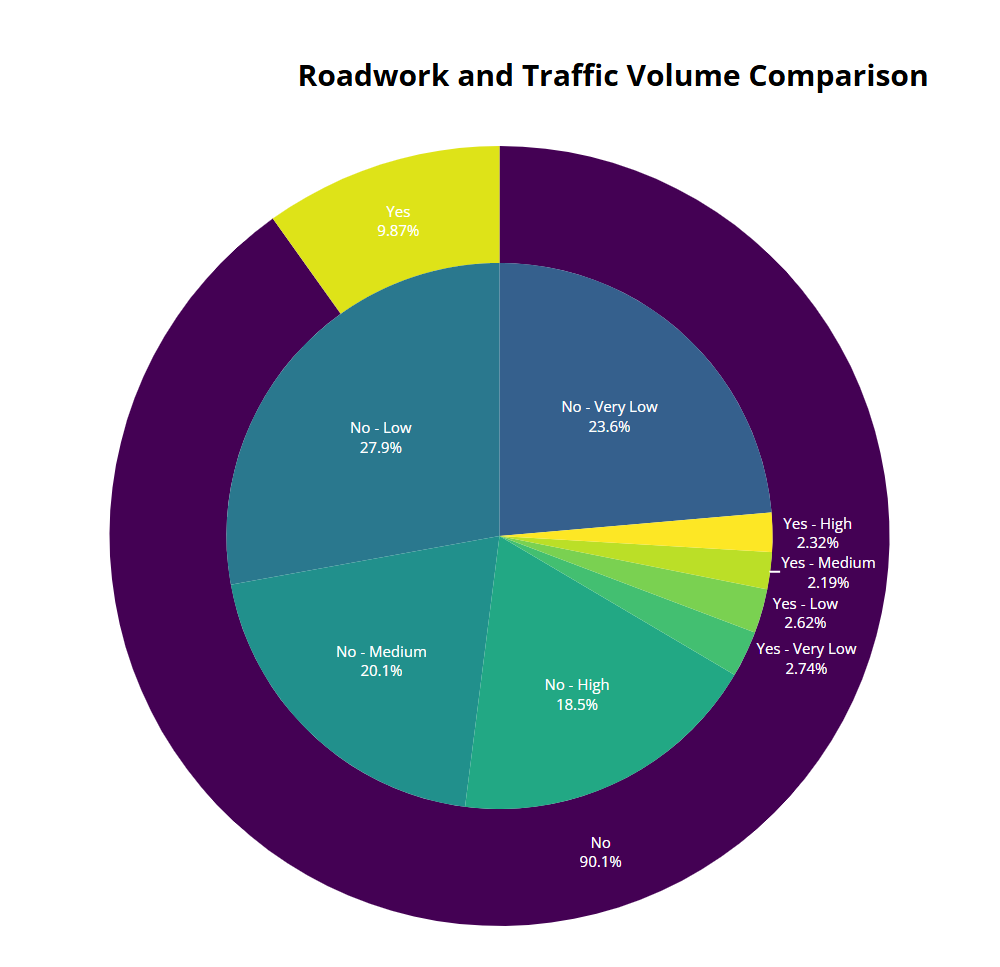 Roadwork and Traffic Volume Comparison
Yes
9.87%
No - Very Low
23.6%
No - Low
27.9%
Yes - High
2.32%
Yes - Medium
2.19%
Yes - Low
2.62%
Yes - Very Low
2.74%
No - Medium
20.1%
No - High
18.5%
No
90.1%